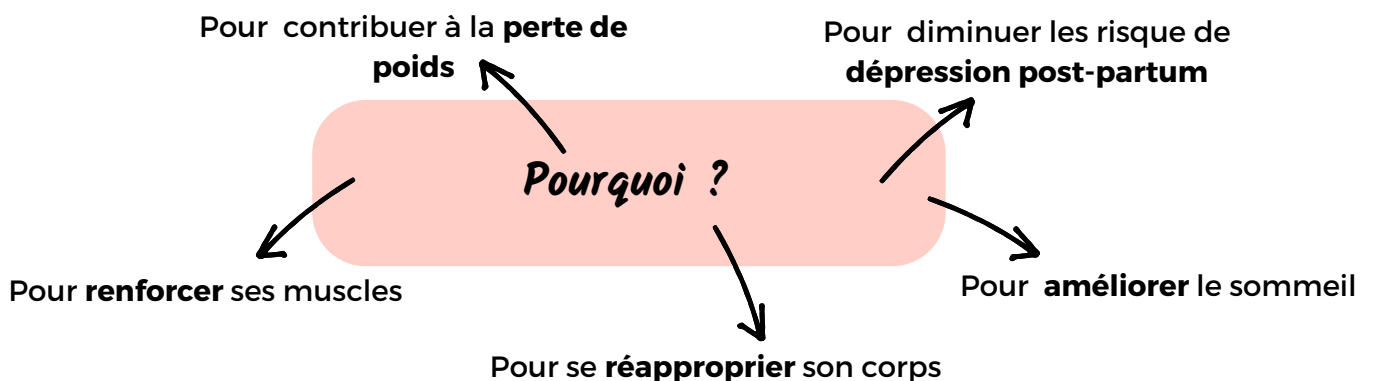 Pour contribuer à la perte de
poids
Pour diminuer les risque de
dépression post-partum
Pourquoi ?
Pour renforcer ses muscles
Pour améliorer le sommeil
Pour se réapproprier son corps